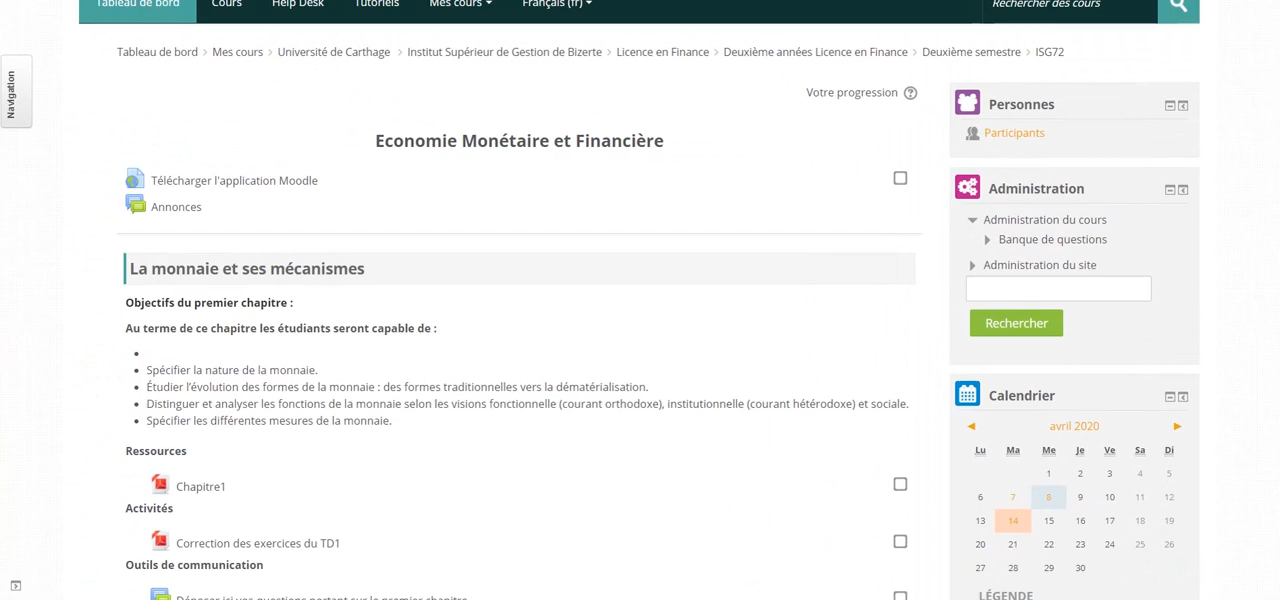 Tableau de bord Cours Help Desk Tutoriels Mes cours Français (fr) Rechercher des cours
Navigation
Tableau de bord Mes cours Université de Carthage Institut Supérieur de Gestion de Bizerte Licence en Finance Deuxième années Licence en Finance Deuxième semestre ISG72
Votre progression
Economie Monétaire et Financière
Télécharger l'application Moodle
Annonces
La monnaie et ses mécanismes
Objectifs du premier chapitre :
Au terme de ce chapitre les étudiants seront capable de :
Spécifier la nature de la monnaie.
Étudier l’évolution des formes de la monnaie : des formes traditionnelles vers la dématérialisation.
Distinguer et analyser les fonctions de la monnaie selon les visions fonctionnelle (courant orthodoxe), institutionnelle (courant hétérodoxe) et sociale.
Spécifier les différentes mesures de la monnaie.
Ressources
Chapitre1
Activités
Correction des exercices du TD1
Outils de communication
Déposer ici vos questions portant sur le premier chapitre
Personnes
Participants
Administration
Administration du cours
Banque de questions
Administration du site
Rechercher
Calendrier
◄ avril 2020 ►
Lu Ma Me Je Ve Sa Di
1 2 3 4 5
6 7 8 9 10 11 12
13 14 15 16 17 18 19
20 21 22 23 24 25 26
27 28 29 30
LÉGENDE